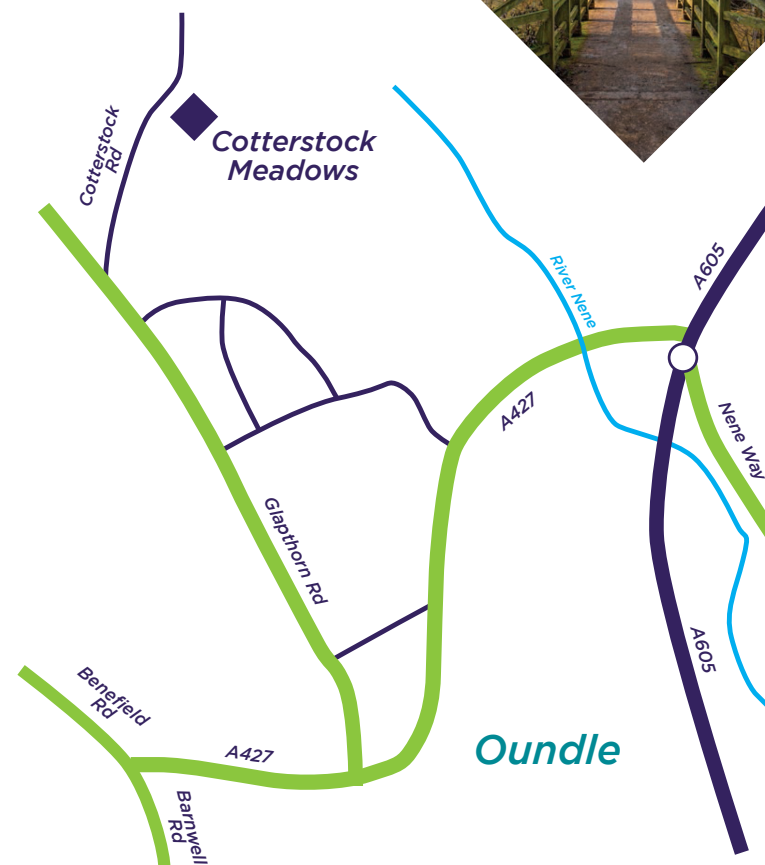 Cotterstock
Rd
Cotterstock
Meadows
River Nene
A605
A427
Nene Way
Glapthorn Rd
A605
Benefield
Rd
A427
Oundle
Barnwell
Rd